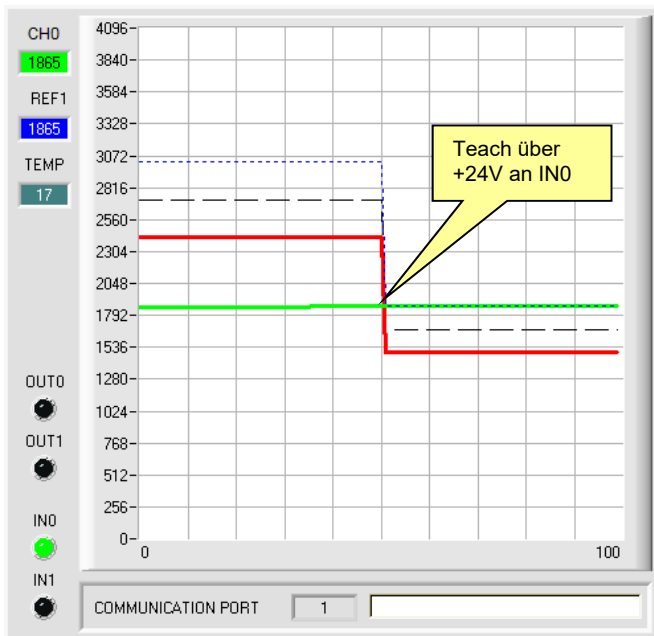 CH0
1865
REF1
1865
TEMP
17
OUT0
OUT1
IN0
IN1
4096
3840
3584
3328
3072
2816
2560
2304
2048
1792
1536
1280
1024
768
512
256
0
0
100
Teach über
+24V an IN0
COMMUNICATION PORT 1